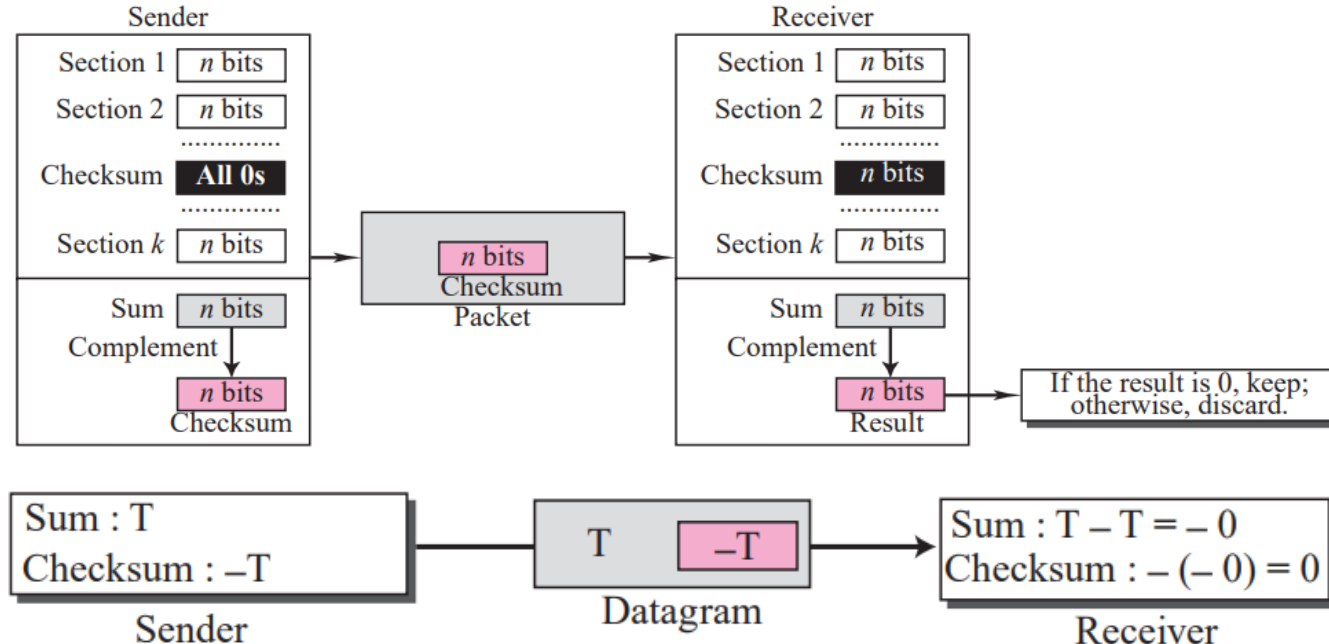 Sender
Section 1 n bits
Section 2 n bits
..............
Checksum All 0s
..............
Section k n bits
Sum n bits
Complement
n bits
Checksum
n bits
Checksum
Packet
Receiver
Section 1 n bits
Section 2 n bits
..............
Checksum n bits
..............
Section k n bits
Sum n bits
Complement
n bits
Result
If the result is 0, keep;
otherwise, discard.
Sum : T
Checksum : –T
Sender
T –T
Datagram
Sum : T – T = – 0
Checksum : – (– 0) = 0
Receiver